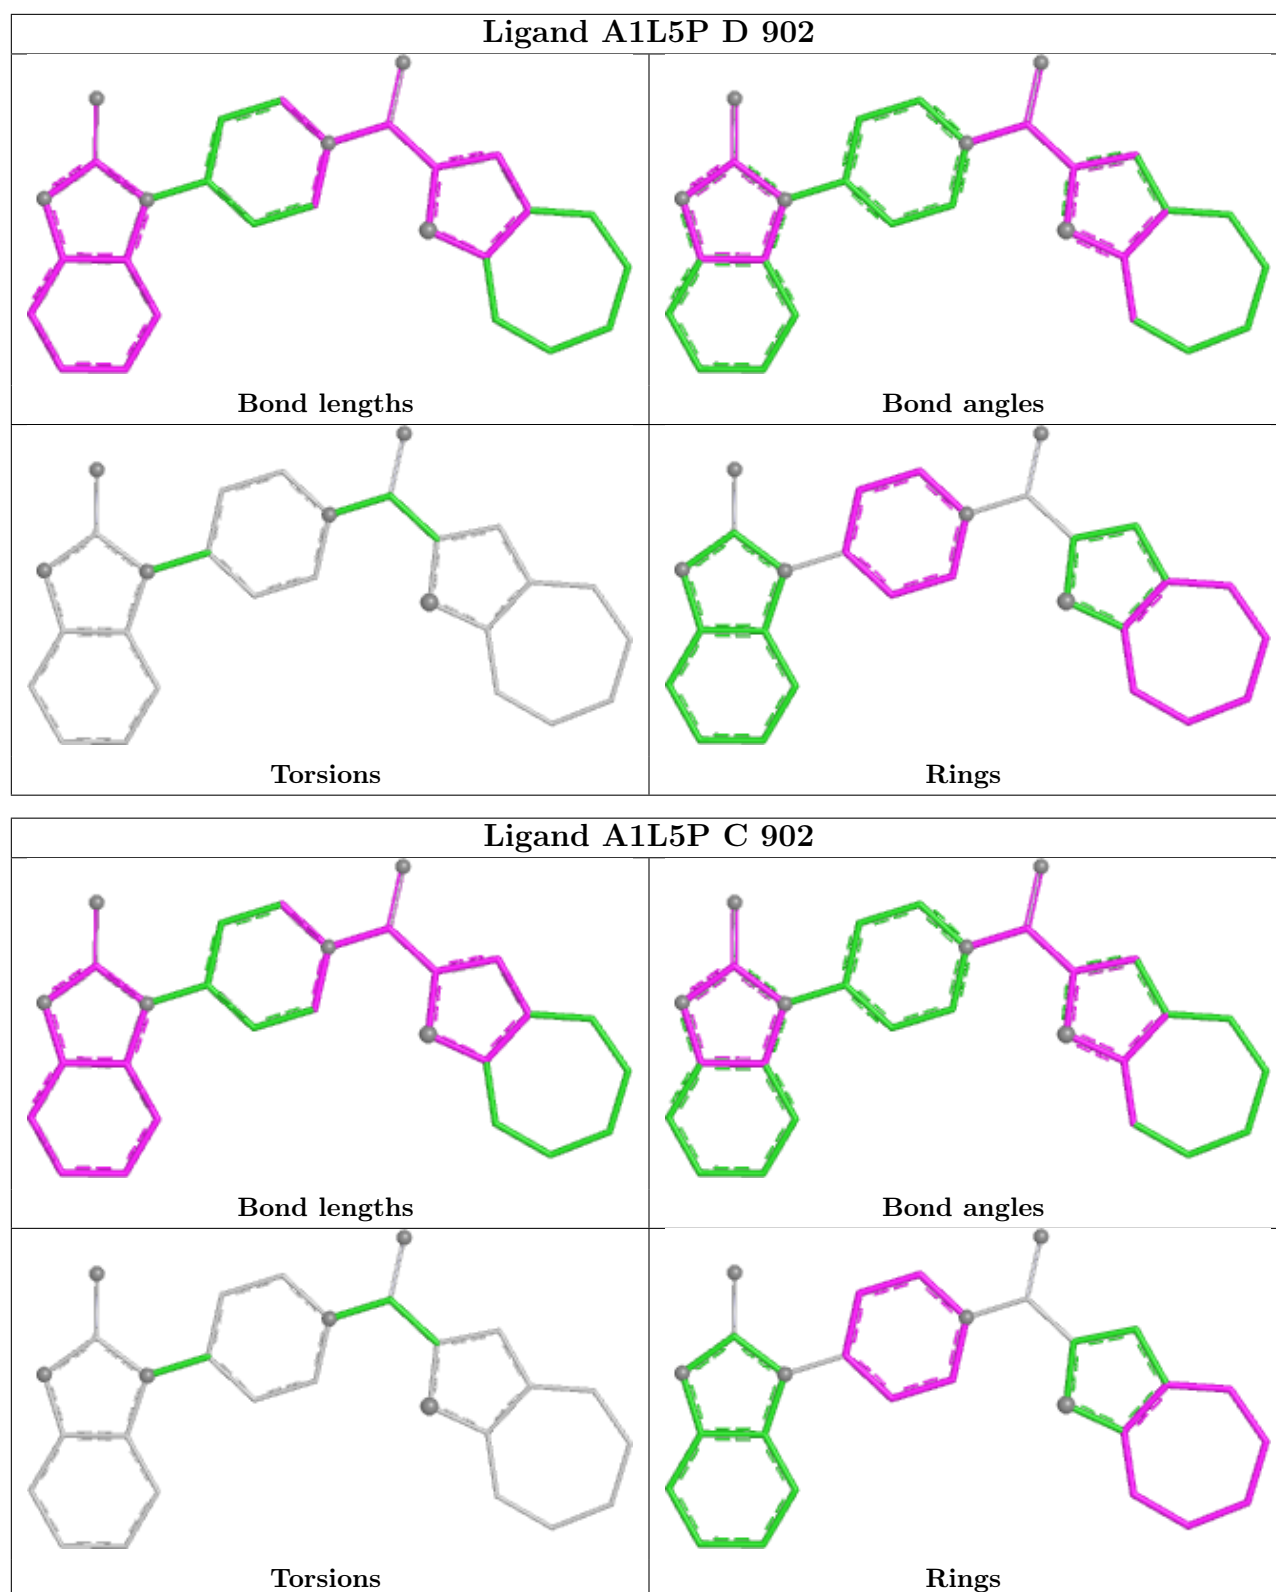 Ligand A1L5P D 902
Bond lengths
Bond angles
Torsions
Rings
Ligand A1L5P C 902
Bond lengths
Bond angles
Torsions
Rings